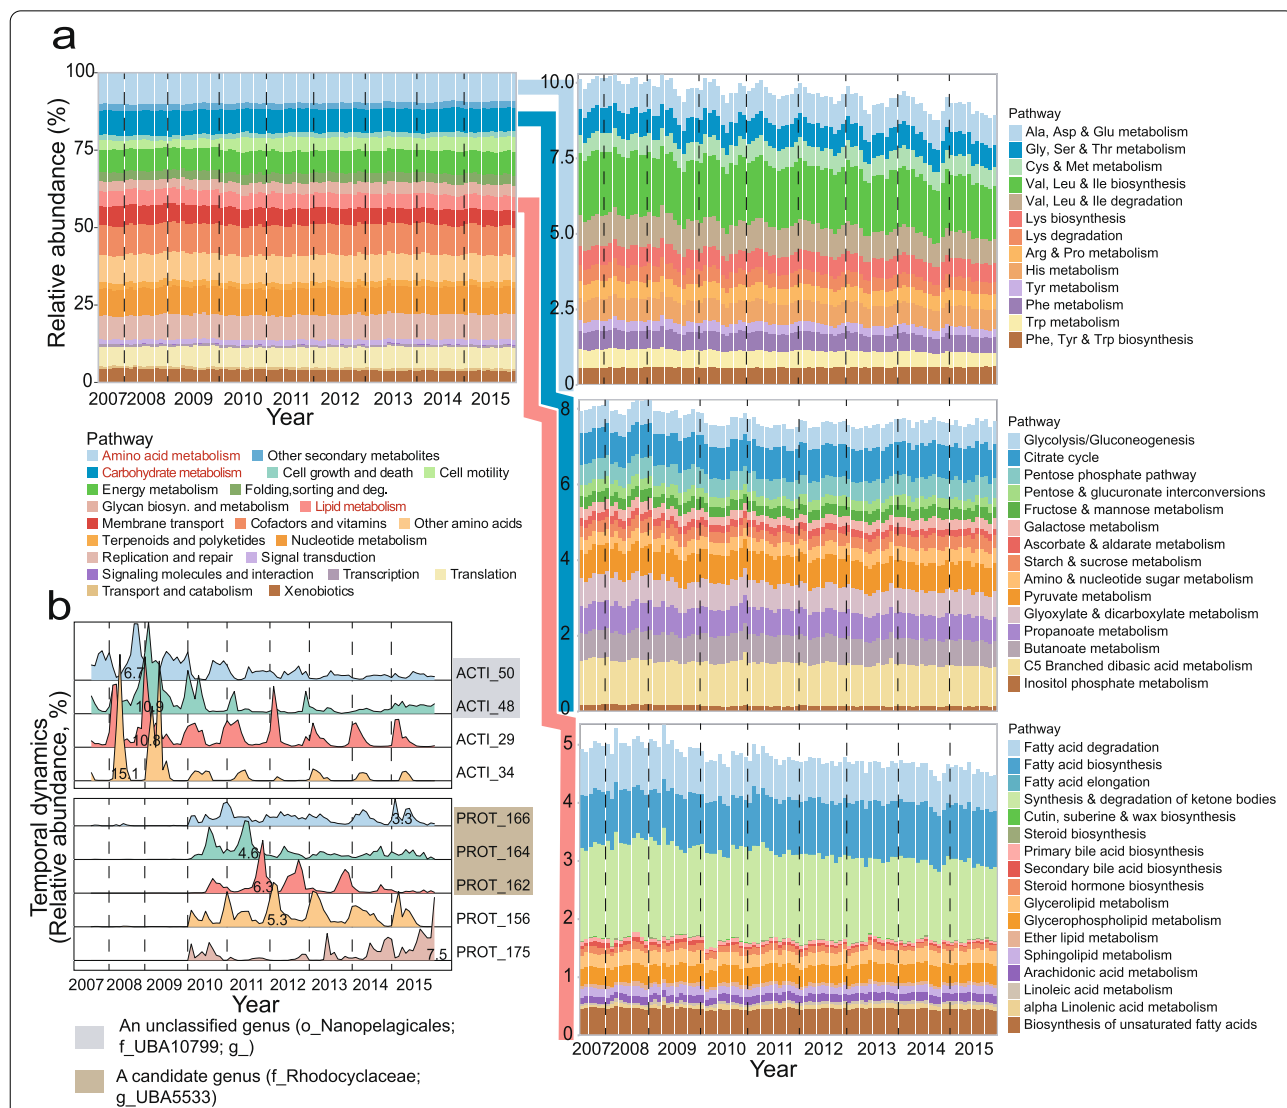 a
Relative abundance (%)
100
75
50
25
0
2007 2008 2009 2010 2011 2012 2013 2014 2015
Year
Pathway
Amino acid metabolism Other secondary metabolites
Carbohydrate metabolism Cell growth and death Cell motility
Energy metabolism Folding,sorting and deg.
Glycan biosyn. and metabolism Lipid metabolism
Membrane transport Cofactors and vitamins Other amino acids
Terpenoids and polyketides Nucleotide metabolism
Replication and repair Signal transduction
Signaling molecules and interaction Transcription Translation
Transport and catabolism Xenobiotics
10.0
7.5
5.0
2.5
0
Pathway
Ala, Asp & Glu metabolism
Gly, Ser & Thr metabolism
Cys & Met metabolism
Val, Leu & Ile biosynthesis
Val, Leu & Ile degradation
Lys biosynthesis
Lys degradation
Arg & Pro metabolism
His metabolism
Tyr metabolism
Phe metabolism
Trp metabolism
Phe, Tyr & Trp biosynthesis
8
6
4
2
0
Pathway
Glycolysis/Gluconeogenesis
Citrate cycle
Pentose phosphate pathway
Pentose & glucuronate interconversions
Fructose & mannose metabolism
Galactose metabolism
Ascorbate & aldarate metabolism
Starch & sucrose metabolism
Amino & nucleotide sugar metabolism
Pyruvate metabolism
Glyoxylate & dicarboxylate metabolism
Propanoate metabolism
Butanoate metabolism
C5 Branched dibasic acid metabolism
Inositol phosphate metabolism
5
4
3
2
1
0
2007 2008 2009 2010 2011 2012 2013 2014 2015
Year
Pathway
Fatty acid degradation
Fatty acid biosynthesis
Fatty acid elongation
Synthesis & degradation of ketone bodies
Cutin, suberine & wax biosynthesis
Steroid biosynthesis
Primary bile acid biosynthesis
Secondary bile acid biosynthesis
Steroid hormone biosynthesis
Glycerolipid metabolism
Glycerophospholipid metabolism
Ether lipid metabolism
Sphingolipid metabolism
Arachidonic acid metabolism
Linoleic acid metabolism
alpha Linolenic acid metabolism
Biosynthesis of unsaturated fatty acids
b
Temporal dynamics
(Relative abundance, %)
6.7 ACTI_50
10.9 ACTI_48
10.8 ACTI_29
15.1 ACTI_34
3.3 PROT_166
4.6 PROT_164
6.3 PROT_162
5.3 PROT_156
7.5 PROT_175
2007 2008 2009 2010 2011 2012 2013 2014 2015
Year
An unclassified genus (o_Nanopelagicales;
f_UBA10799; g_)
A candidate genus (f_Rhodocyclaceae;
g_UBA5533)